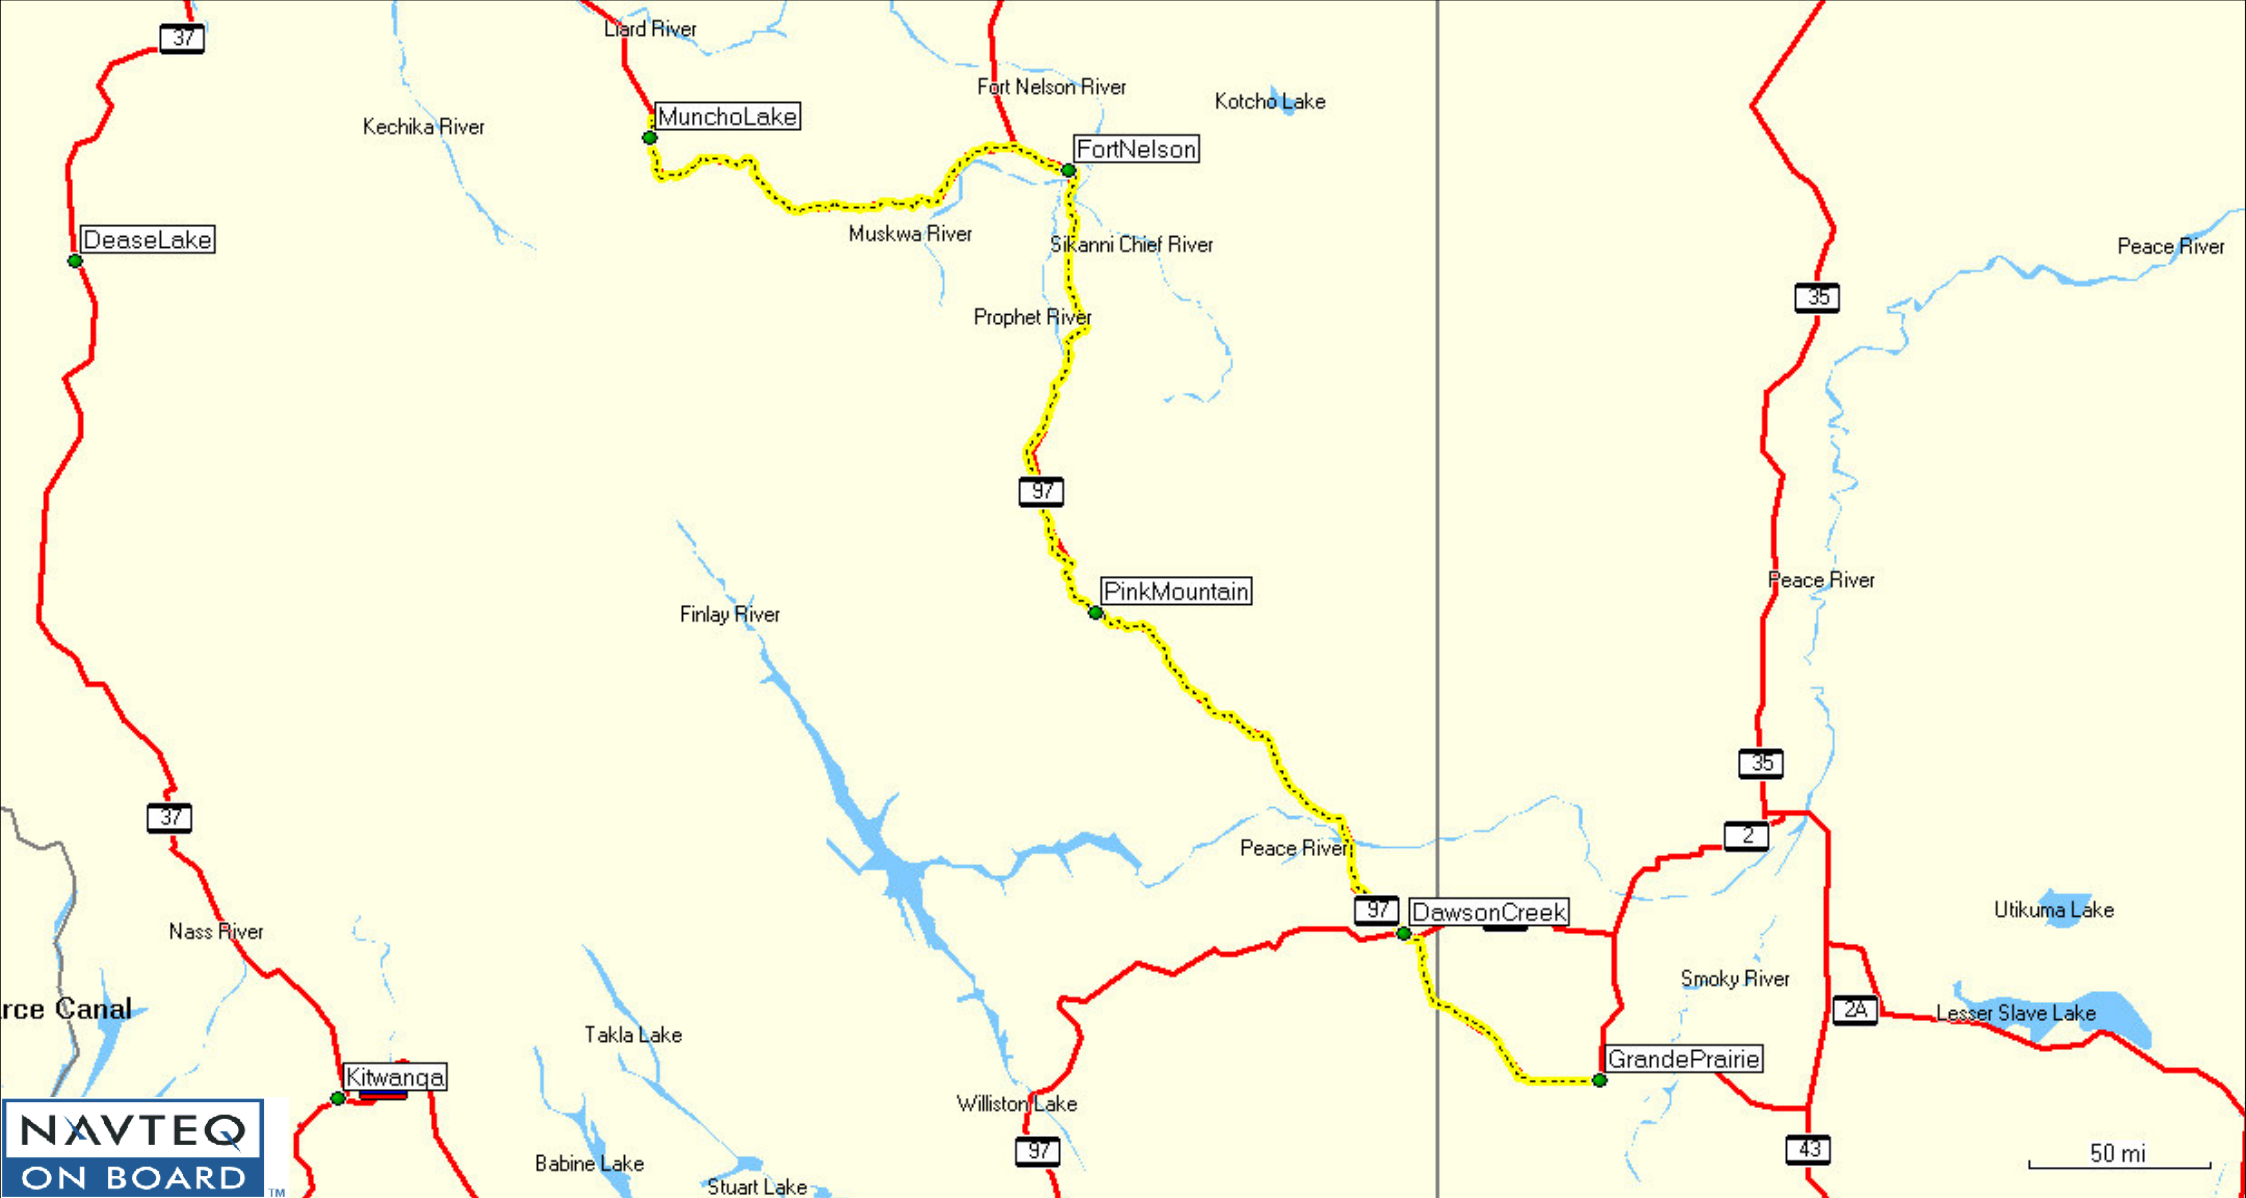 37
Liard River
Fort Nelson River
Kotcho Lake
MunchoLake
Kechika River
FortNelson
DeaseLake
Muskwa River
Sikanni Chief River
Peace River
35
Prophet River
97
Peace River
PinkMountain
Finlay River
35
37
2
Peace River
97
DawsonCreek
Utikuma Lake
Nass River
Smoky River
2A
Lesser Slave Lake
rce Canal
Takla Lake
GrandePrairie
Kitwanga
Williston Lake
NAVTEQ
ON BOARD
TM
97
43
50 mi
Babine Lake
Stuart Lake